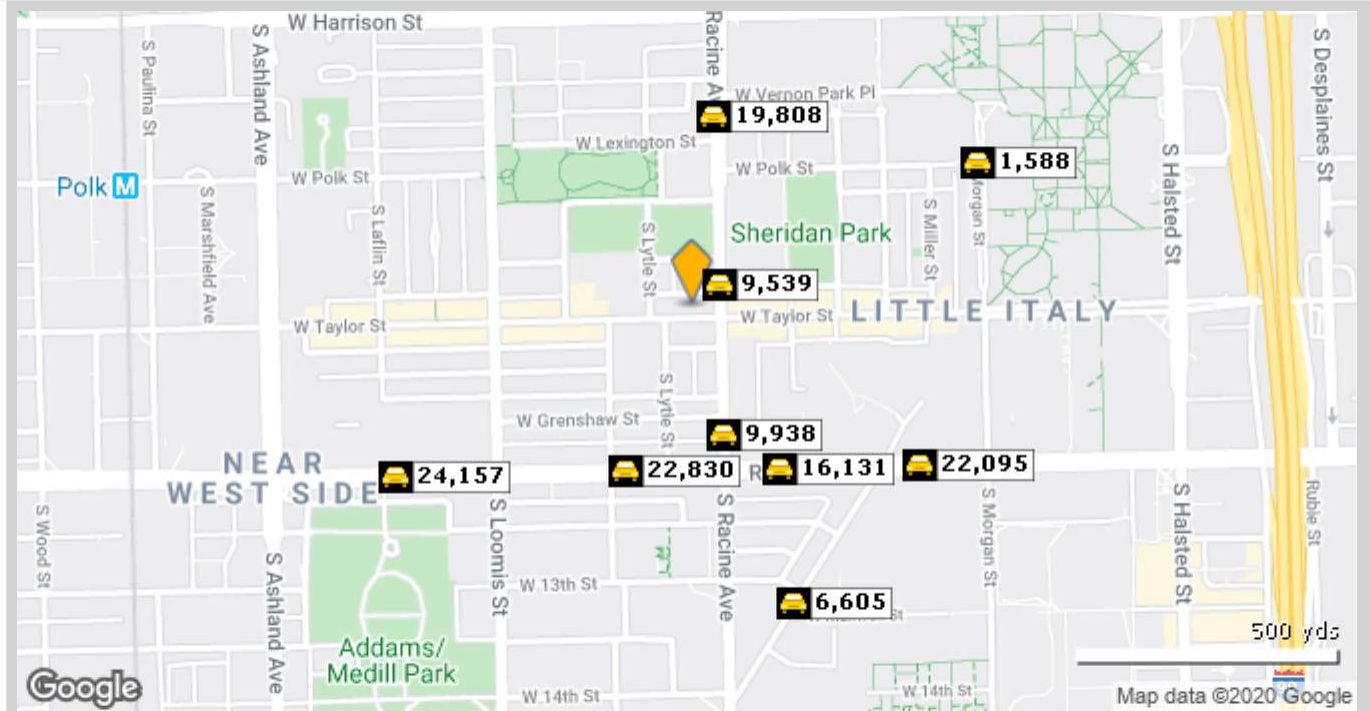 W Harrison St
S Ashland Ave
S Paulina St
Racine Av
S Desplaines St
W Vernon Park Pl
19,808
W Lexington St
1,588
W Polk St
W Polk St
Polk M
S Marshfield Ave
S Laflin St
S Lytle St
Sheridan Park
S Miller St
Morgan St
S Halsted St
9,539
W Taylor St
W Taylor St
LITTLE ITALY
S Lytle St
W Grenshaw St
9,938
NEAR
WEST SIDE
24,157
22,830
R
16,131
22,095
S Wood St
S Ashland Ave
S Loomis St
S Racine Ave
S Morgan St
S Halsted St
Ruble St
W 13th St
6,605
500 yds
Addams/
Medill Park
W 14th St
W 14th St
Google
Map data ©2020 Google